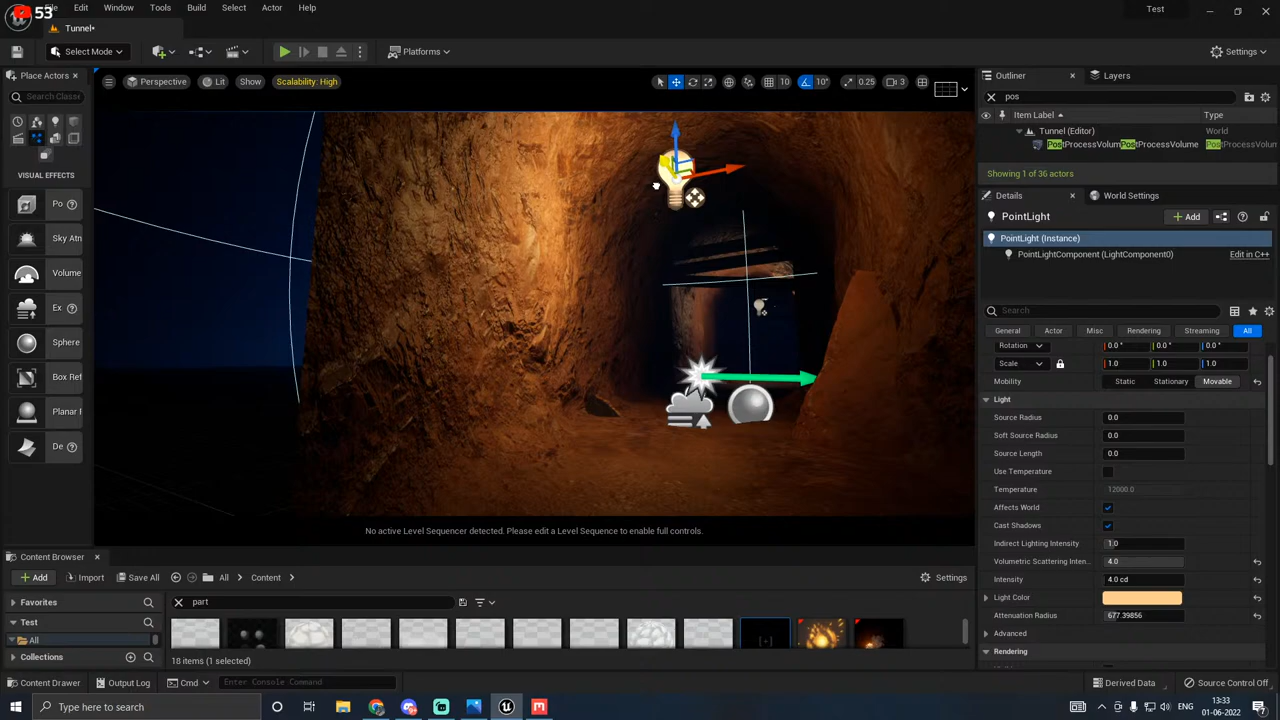 53
File Edit Window Tools Build Select Actor Help
Test
Tunnel*
Select Mode
Platforms
Settings
Place Actors
Search Classe
VISUAL EFFECTS
Po
Sky Atn
Volume
Ex
Sphere
Box Ref
Planar F
De
Perspective
Lit
Show
Scalability: High
10
10°
0.25
3
No active Level Sequencer detected. Please edit a Level Sequence to enable full controls.
Outliner
Layers
pos
Item Label
Type
Tunnel (Editor)
World
PostProcessVolumPostProcessVolume
PostProcessVolum
Showing 1 of 36 actors
Details
World Settings
PointLight
Add
PointLight (Instance)
PointLightComponent (LightComponent0)
Edit in C++
Search
General
Actor
Misc
Rendering
Streaming
All
Rotation
0.0 °
0.0 °
0.0 °
Scale
1.0
1.0
1.0
Mobility
Static
Stationary
Movable
Light
Source Radius
0.0
Soft Source Radius
0.0
Source Length
0.0
Use Temperature
Temperature
12000.0
Affects World
Cast Shadows
Indirect Lighting Intensity
1.0
Volumetric Scattering Inten...
4.0
Intensity
4.0 cd
Light Color
Attenuation Radius
677.39856
Advanced
Rendering
Content Browser
Add
Import
Save All
All
Content
Settings
Favorites
Test
All
Collections
part
18 items (1 selected)
Content Drawer
Output Log
Cmd
Enter Console Command
Derived Data
Source Control Off
Type here to search
ENG
13:33
01-06-2022